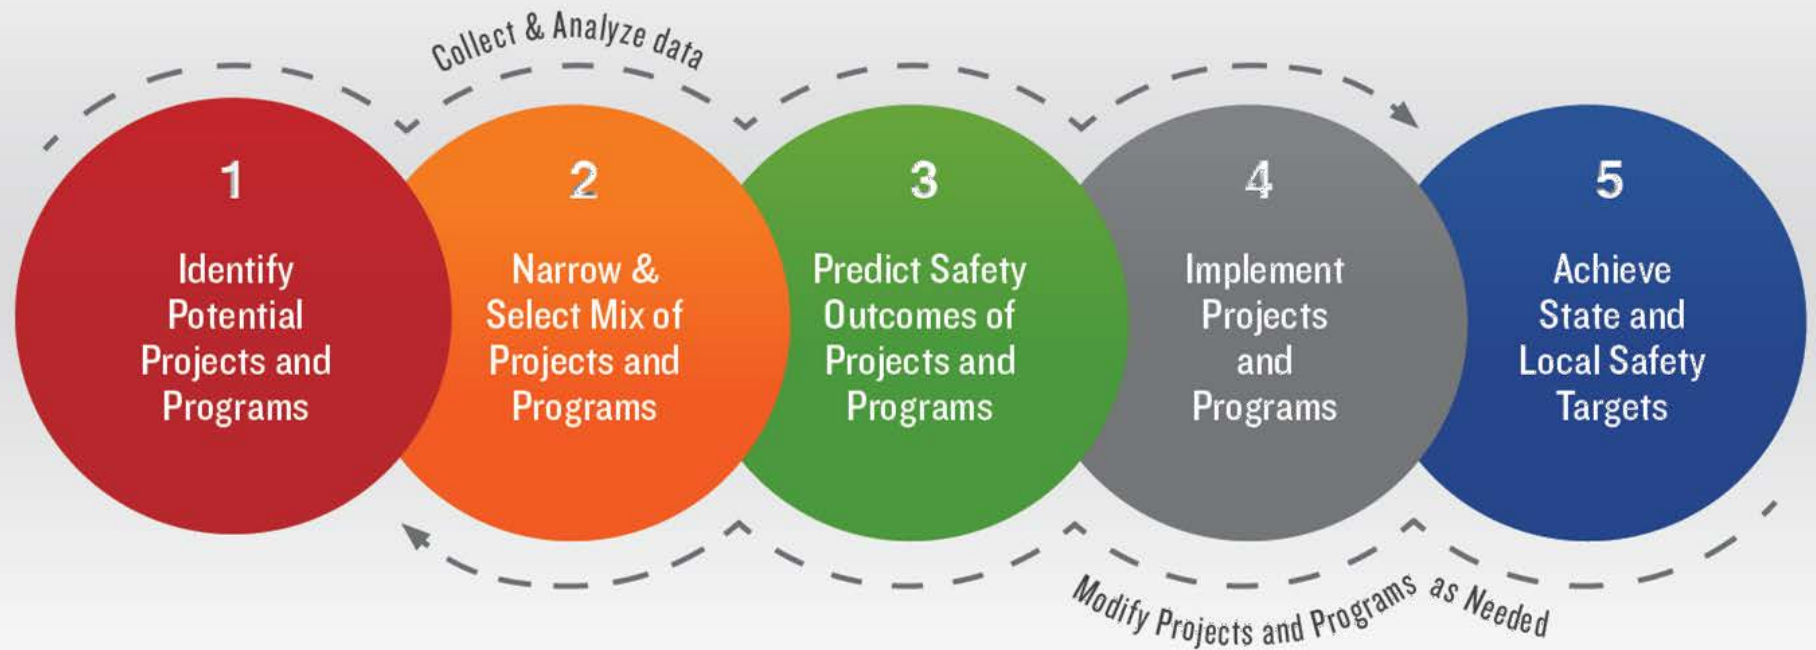 Collect & Analyze data
1
Identify
Potential
Projects and
Programs
2
Narrow &
Select Mix of
Projects and
Programs
3
Predict Safety
Outcomes of
Projects and
Programs
4
Implement
Projects
and
Programs
5
Achieve
State and
Local Safety
Targets
Modify Projects and Programs as Needed